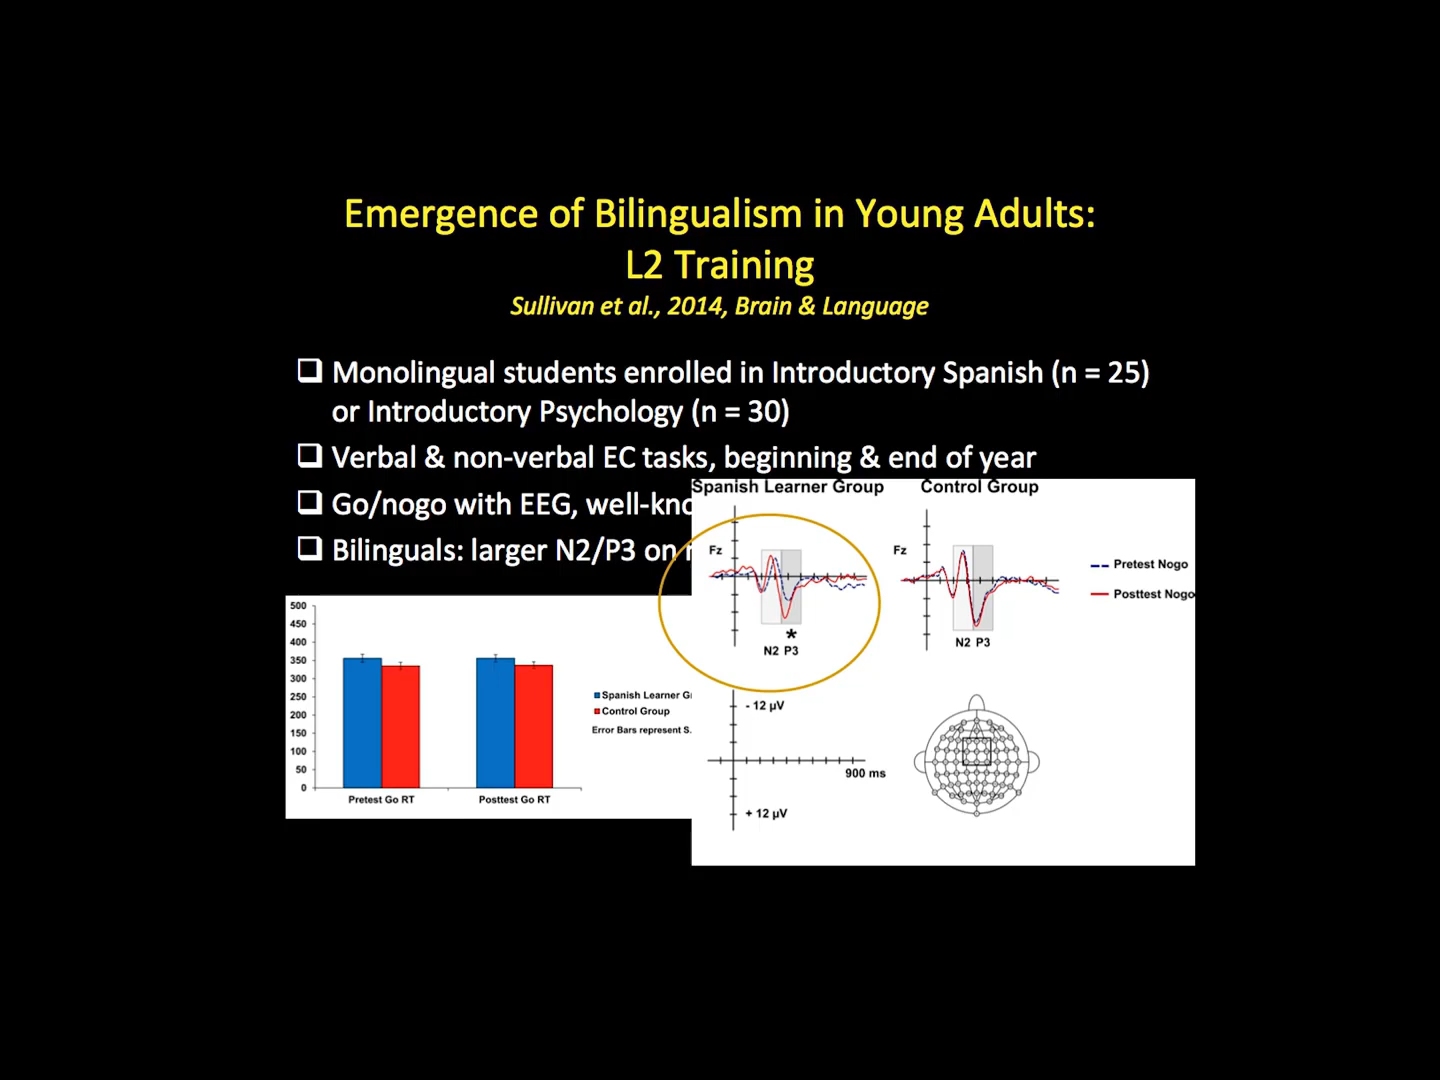 Emergence of Bilingualism in Young Adults:
L2 Training
Sullivan et al., 2014, Brain & Language
Monolingual students enrolled in Introductory Spanish (n = 25)
or Introductory Psychology (n = 30)
Verbal & non-verbal EC tasks, beginning & end of year
Go/nogo with EEG,
Bilinguals: larger N2/P3 on
Spanish Learner Group
Control Group
Fz
Fz
Pretest Nogo
Posttest Nogo
*
N2 P3
N2 P3
- 12 µV
900 ms
+ 12 µV
500
450
400
350
300
250
200
150
100
50
0
Pretest Go RT
Posttest Go RT
Spanish Learner
Control Group
Error Bars represent S.